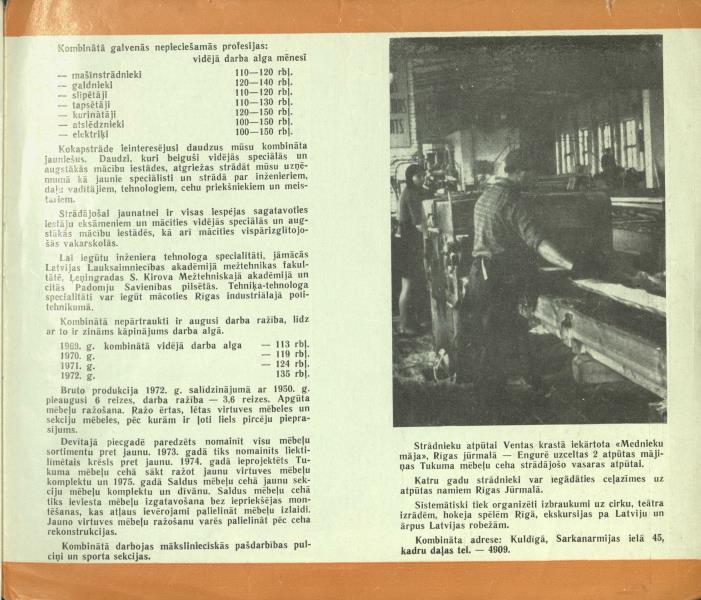 Kombinātā galvenās nepieciešamās profesijas:
vidējā darba alga mēnesī
— mašīnstrādnieki 110—120 rbļ.
— galdnieki 120—140 rbļ.
— slīpētāji 110—120 rbļ.
— tapsētāji 110—130 rbļ.
— kurinātāji 120—150 rbļ.
— atslēdznieki 100—150 rbļ.
— elektriķi 100—150 rbļ.
Kokapstrāde ieinteresējusi daudzus mūsu kombināta
jauniešus. Daudzi, kuri beiguši vidējās speciālās un
augstākās mācību iestādes, atgriežas strādāt mūsu uzņē-
mumā kā jaunie speciālisti un strādā par inženieriem,
daļu vadītājiem, tehnologiem, cehu priekšniekiem un meis-
tariem.
Strādājošai jaunatnei ir visas iespējas sagatavoties
iestāju eksāmeniem un mācīties vidējās speciālās un aug-
stākās mācību iestādēs, kā arī mācīties vispārizglītojo-
šās vakarskolās.
Lai iegūtu inženiera tehnologa specialitāti, jāmācās
Latvijas Lauksaimniecības akadēmijā mežtehnikas fakul-
tātē, Ļeņingradas S. Kirova Mežtehniskajā akadēmijā un
citās Padomju Savienības pilsētās. Tehniķa-tehnologa
specialitāti var iegūt mācoties Rīgas industriālajā poli-
tehnikumā.
Kombinātā nepārtraukti ir augusi darba ražība, līdz
ar to ir zināms kāpinājums darba algā.
1969. g. kombinātā vidējā darba alga — 113 rbļ.
1970. g. — 119 rbļ.
1971. g. — 124 rbļ.
1972. g. 135 rbļ.
Bruto produkcija 1972. g. salīdzinājumā ar 1950. g.
pieaugusi 6 reizes, darba ražība — 3,6 reizes. Apgūta
mēbeļu ražošana. Ražo ērtas, lētas virtuves mēbeles un
sekciju mēbeles, pēc kurām ir ļoti liels pircēju piepra-
sījums.
Devītajā piecgadē paredzēts nomainīt visu mēbeļu
sortimentu pret jaunu. 1973. gadā tiks nomainīts liekti-
līmētais krēsls pret jaunu. 1974. gadā ieprojektēts Tu-
kuma mēbeļu cehā sākt ražot jaunu virtuves mēbeļu
komplektu un 1975. gadā Saldus mēbeļu cehā jaunu sek-
ciju mēbeļu komplektu un dīvānu. Saldus mēbeļu cehā
tiks ieviesta mēbeļu izgatavošana bez iepriekšējas mon-
tēšanas, kas atļaus ievērojami palielināt mēbeļu izlaidi.
Jauno virtuves mēbeļu ražošanu varēs palielināt pēc ceha
rekonstrukcijas.
Kombinātā darbojas mākslinieciskās pašdarbības pul-
ciņi un sporta sekcijas.
Strādnieku atpūtai Ventas krastā iekārtota «Mednieku
māja», Rīgas jūrmalā — Engurē uzceltas 2 atpūtas māji-
ņas Tukuma mēbeļu ceha strādājošo vasaras atpūtai.
Katru gadu strādnieki var iegādāties ceļazīmes uz
atpūtas namiem Rīgas Jūrmalā.
Sistemātiski tiek organizēti izbraukumi uz cirku, teātra
izrādēm, hokeja spēlēm Rīgā, ekskursijas pa Latviju un
ārpus Latvijas robežām.
Kombināta adrese: Kuldīgā, Sarkanarmijas ielā 45,
kadru daļas tel. — 4909.